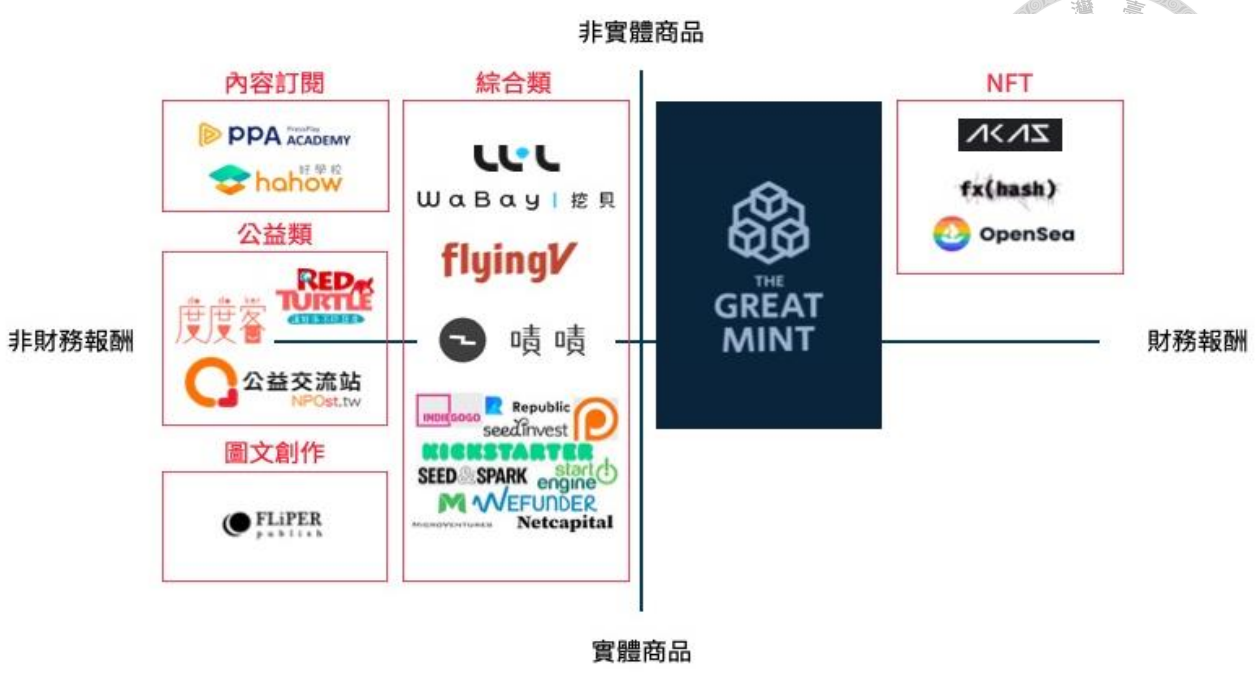 非實體商品
內容訂閱
PPA PressPlay ACADEMY
hahow 好學校
公益類
度度客
RED TURTLE
公益交流站
NPOst.tw
圖文創作
FLiPER
publish
綜合類
WaBay | 挖貝
flyingV
嘖嘖
INDIEGOGO
Republic
seedinvest
KICKSTARTER
SEED&SPARK
start engine
WEFUNDER
MICROVENTURES
Netcapital
THE
GREAT
MINT
NFT
AKAS
fx(hash)
OpenSea
非財務報酬
財務報酬
實體商品